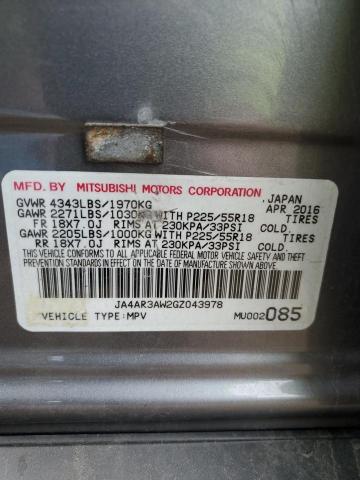 MFD. BY MITSUBISHI MOTORS CORPORATION JAPAN
GVWR 4343LBS/1970KG APR 2016
GAWR 2271LBS/1030KG WITH P225/55R18 TIRES
FR 18X7.0J RIMS AT 230KPA/33PSI COLD.
GAWR 2205LBS/1000KG WITH P225/55R18 TIRES
RR 18X7.0J RIMS AT 230KPA/33PSI COLD.
THIS VEHICLE CONFORMS TO ALL APPLICABLE FEDERAL MOTOR VEHICLE SAFETY AND THEFT PREVENTION STANDARDS IN EFFECT ON THE DATE OF MANUFACTURE SHOWN ABOVE.
JA4AR3AW2GZ043978
VEHICLE TYPE:MPV MU002085